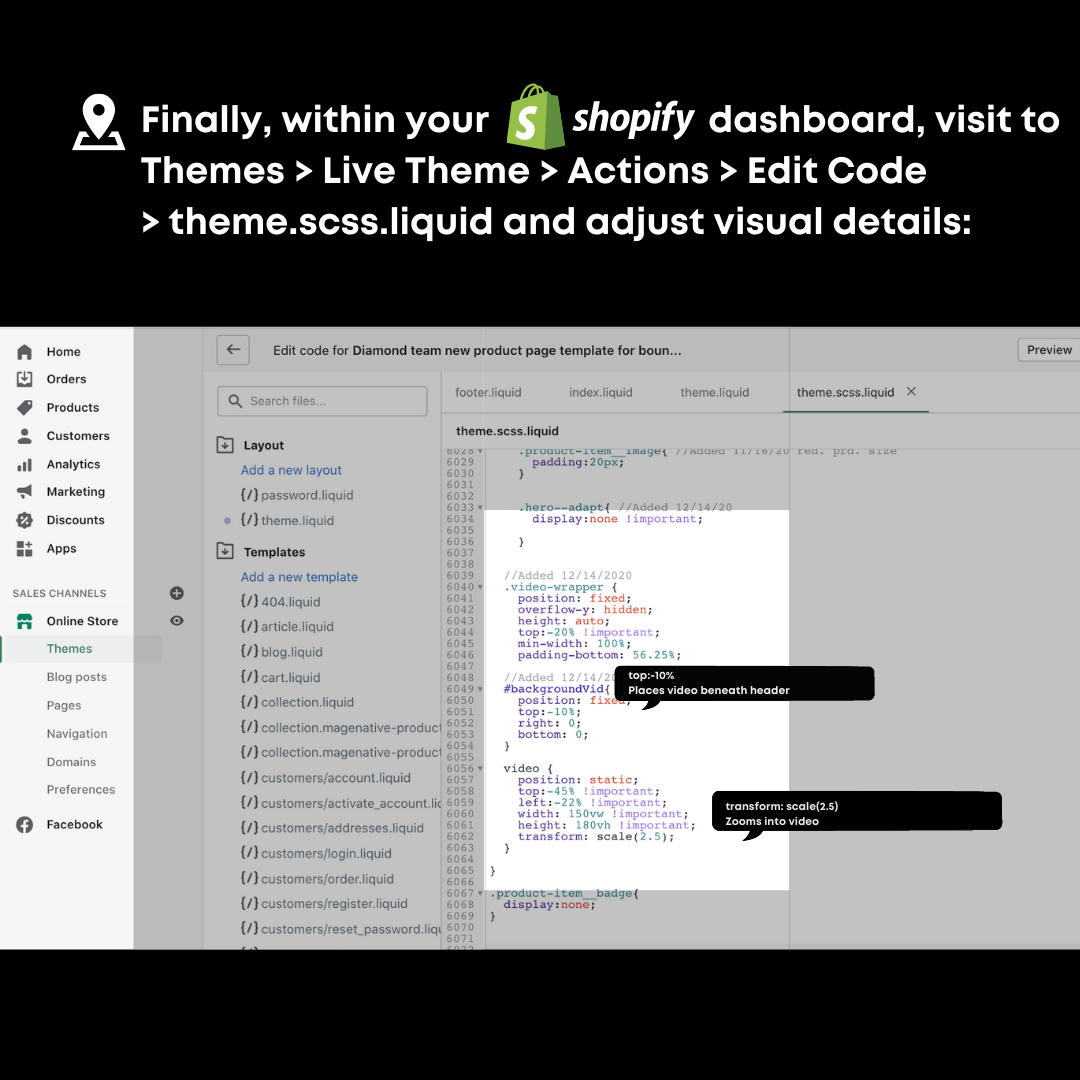 Finally, within your shopify dashboard, visit to
Themes > Live Theme > Actions > Edit Code
> theme.scss.liquid and adjust visual details:
Home
Orders
Products
Customers
Analytics
Marketing
Discounts
Apps
SALES CHANNELS
Online Store
Themes
Blog posts
Pages
Navigation
Domains
Preferences
Facebook
Edit code for Diamond team new product page template for boun...
Preview
Search files...
Layout
Add a new layout
{/} password.liquid
{/} theme.liquid
Templates
Add a new template
{/} 404.liquid
{/} article.liquid
{/} blog.liquid
{/} cart.liquid
{/} collection.liquid
{/} collection.magenative-product
{/} collection.magenative-product
{/} customers/account.liquid
{/} customers/activate_account.lic
{/} customers/addresses.liquid
{/} customers/login.liquid
{/} customers/order.liquid
{/} customers/register.liquid
{/} customers/reset_password.liqu
footer.liquid
index.liquid
theme.liquid
theme.scss.liquid
theme.scss.liquid
6028 .product-item__image{ //Added 11/16/20 red. prd. size
6029 padding:20px;
6030 }
6031
6032
6033 .hero--adapt{ //Added 12/14/20
6034 display:none !important;
6035
6036 }
6037
6038
6039 //Added 12/14/2020
6040 .video-wrapper {
6041 position: fixed;
6042 overflow-y: hidden;
6043 height: auto;
6044 top:-20% !important;
6045 min-width: 100%;
6046 padding-bottom: 56.25%;
6047
6048 //Added 12/14/20
6049 #backgroundVid{
6050 position: fixed;
6051 top:-10%;
6052 right: 0;
6053 bottom: 0;
6054 }
6055
6056 video {
6057 position: static;
6058 top:-45% !important;
6059 left:-22% !important;
6060 width: 150vw !important;
6061 height: 180vh !important;
6062 transform: scale(2.5);
6063 }
6064
6065 }
6066
6067 .product-item__badge{
6068 display:none;
6069 }
6070
6071
top:-10%
Places video beneath header
transform: scale(2.5)
Zooms into video